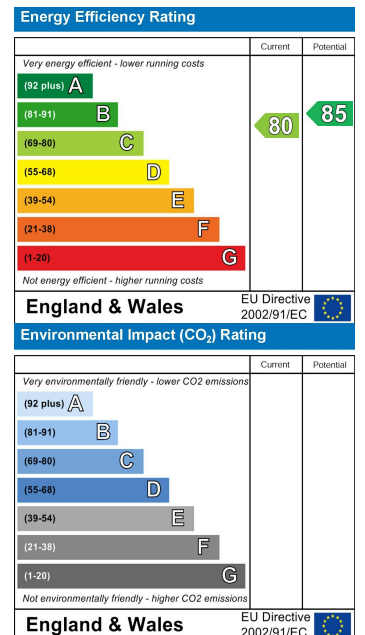 Energy Efficiency Rating
Current Potential
Very energy efficient - lower running costs
(92 plus) A
(81-91) B
(69-80) C
(55-68) D
(39-54) E
(21-38) F
(1-20) G
80
85
Not energy efficient - higher running costs
England & Wales
EU Directive
2002/91/EC
Environmental Impact (CO₂) Rating
Current Potential
Very environmentally friendly - lower CO2 emissions
(92 plus) A
(81-91) B
(69-80) C
(55-68) D
(39-54) E
(21-38) F
(1-20) G
Not environmentally friendly - higher CO2 emissions
England & Wales
EU Directive
2002/91/EC